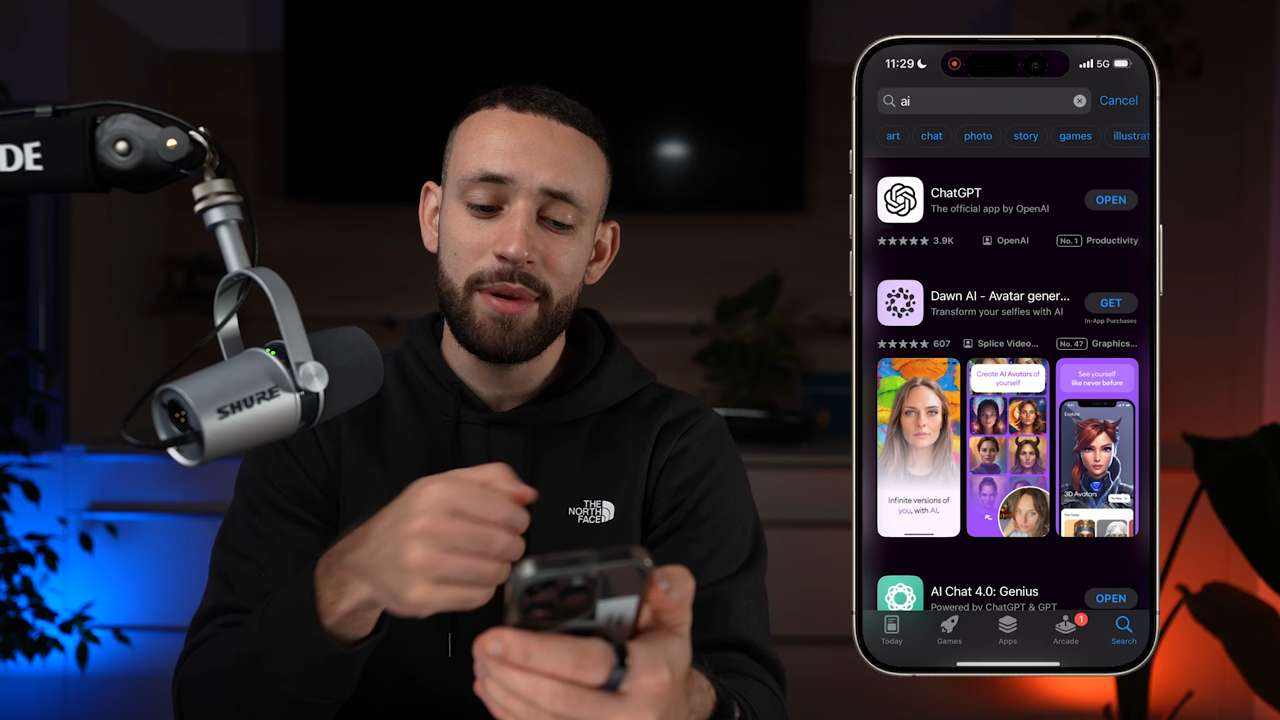 DE
SHURE
THE
NORTH
FACE
11:29
5G
ai
Cancel
art
chat
photo
story
games
illustrat
ChatGPT
The official app by OpenAI
OPEN
3.9K
OpenAI
No. 1
Productivity
Dawn AI - Avatar gener...
Transform your selfies with AI
GET
In-App Purchases
607
Splice Video...
No. 47
Graphics...
Infinite versions of
you, with AI.
Create AI Avatars of
yourself
See yourself
like never before
Explore
3D Avatars
AI Chat 4.0: Genius
Powered by ChatGPT & GPT
OPEN
Today
Games
Apps
Arcade
1
Search